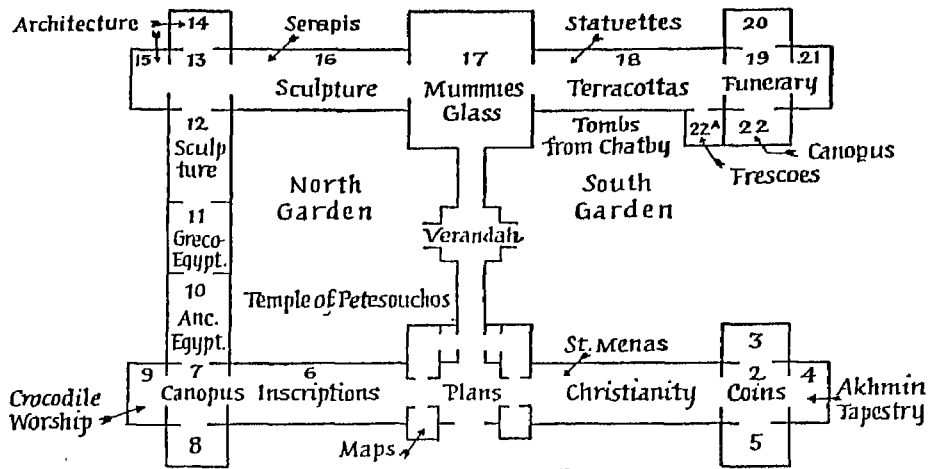 Architecture
14
Serapis
Statuettes
20
15
13
16
17
18
19
21
Sculpture
Mummies
Glass
Terracottas
Funerary
12
Sculp
ture
Tombs
from Chatby
22A
22
Canopus
Frescoes
North
Garden
South
Garden
11
Greco-
Egypt.
Verandah
10
Anc.
Egypt.
Temple of Petesouchos
St. Menas
3
9
7
6
2
4
Crocodile
Worship
Canopus
Inscriptions
Plans
Christianity
Coins
Akhmin
Tapestry
8
Maps
5